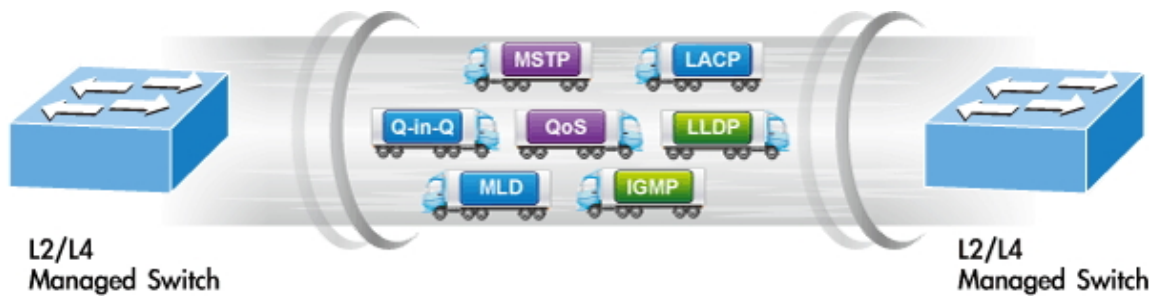 MSTP
LACP
Q-in-Q
QoS
LLDP
MLD
IGMP
L2/L4
Managed Switch
L2/L4
Managed Switch